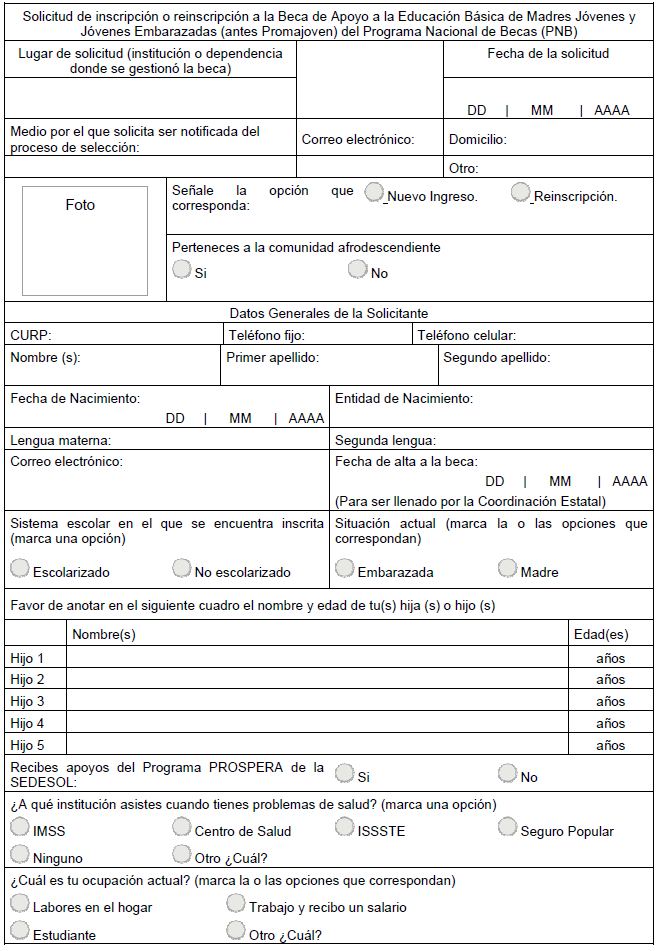 Solicitud de inscripción o reinscripción a la Beca de Apoyo a la Educación Básica de Madres Jóvenes y
Jóvenes Embarazadas (antes Promajoven) del Programa Nacional de Becas (PNB)
Lugar de solicitud (institución o dependencia
donde se gestionó la beca)
Fecha de la solicitud
DD | MM | AAAA
Medio por el que solicita ser notificada del
proceso de selección:
Correo electrónico:
Domicilio:
Otro:
Foto
Señale la opción que
corresponda:
_Nuevo Ingreso.
_Reinscripción.
Perteneces a la comunidad afrodescendiente
Si
No
Datos Generales de la Solicitante
CURP:
Teléfono fijo:
Teléfono celular:
Nombre (s):
Primer apellido:
Segundo apellido:
Fecha de Nacimiento:
DD | MM | AAAA
Entidad de Nacimiento:
Lengua materna:
Segunda lengua:
Correo electrónico:
Fecha de alta a la beca:
DD | MM | AAAA
(Para ser llenado por la Coordinación Estatal)
Sistema escolar en el que se encuentra inscrita
(marca una opción)
Escolarizado
No escolarizado
Situación actual (marca la o las opciones que
correspondan)
Embarazada
Madre
Favor de anotar en el siguiente cuadro el nombre y edad de tu(s) hija (s) o hijo (s)
Nombre(s)
Edad(es)
Hijo 1
años
Hijo 2
años
Hijo 3
años
Hijo 4
años
Hijo 5
años
Recibes apoyos del Programa PROSPERA de la
SEDESOL:
Si
No
¿A qué institución asistes cuando tienes problemas de salud? (marca una opción)
IMSS
Centro de Salud
ISSSTE
Seguro Popular
Ninguno
Otro ¿Cuál?
¿Cuál es tu ocupación actual? (marca la o las opciones que correspondan)
Labores en el hogar
Trabajo y recibo un salario
Estudiante
Otro ¿Cuál?